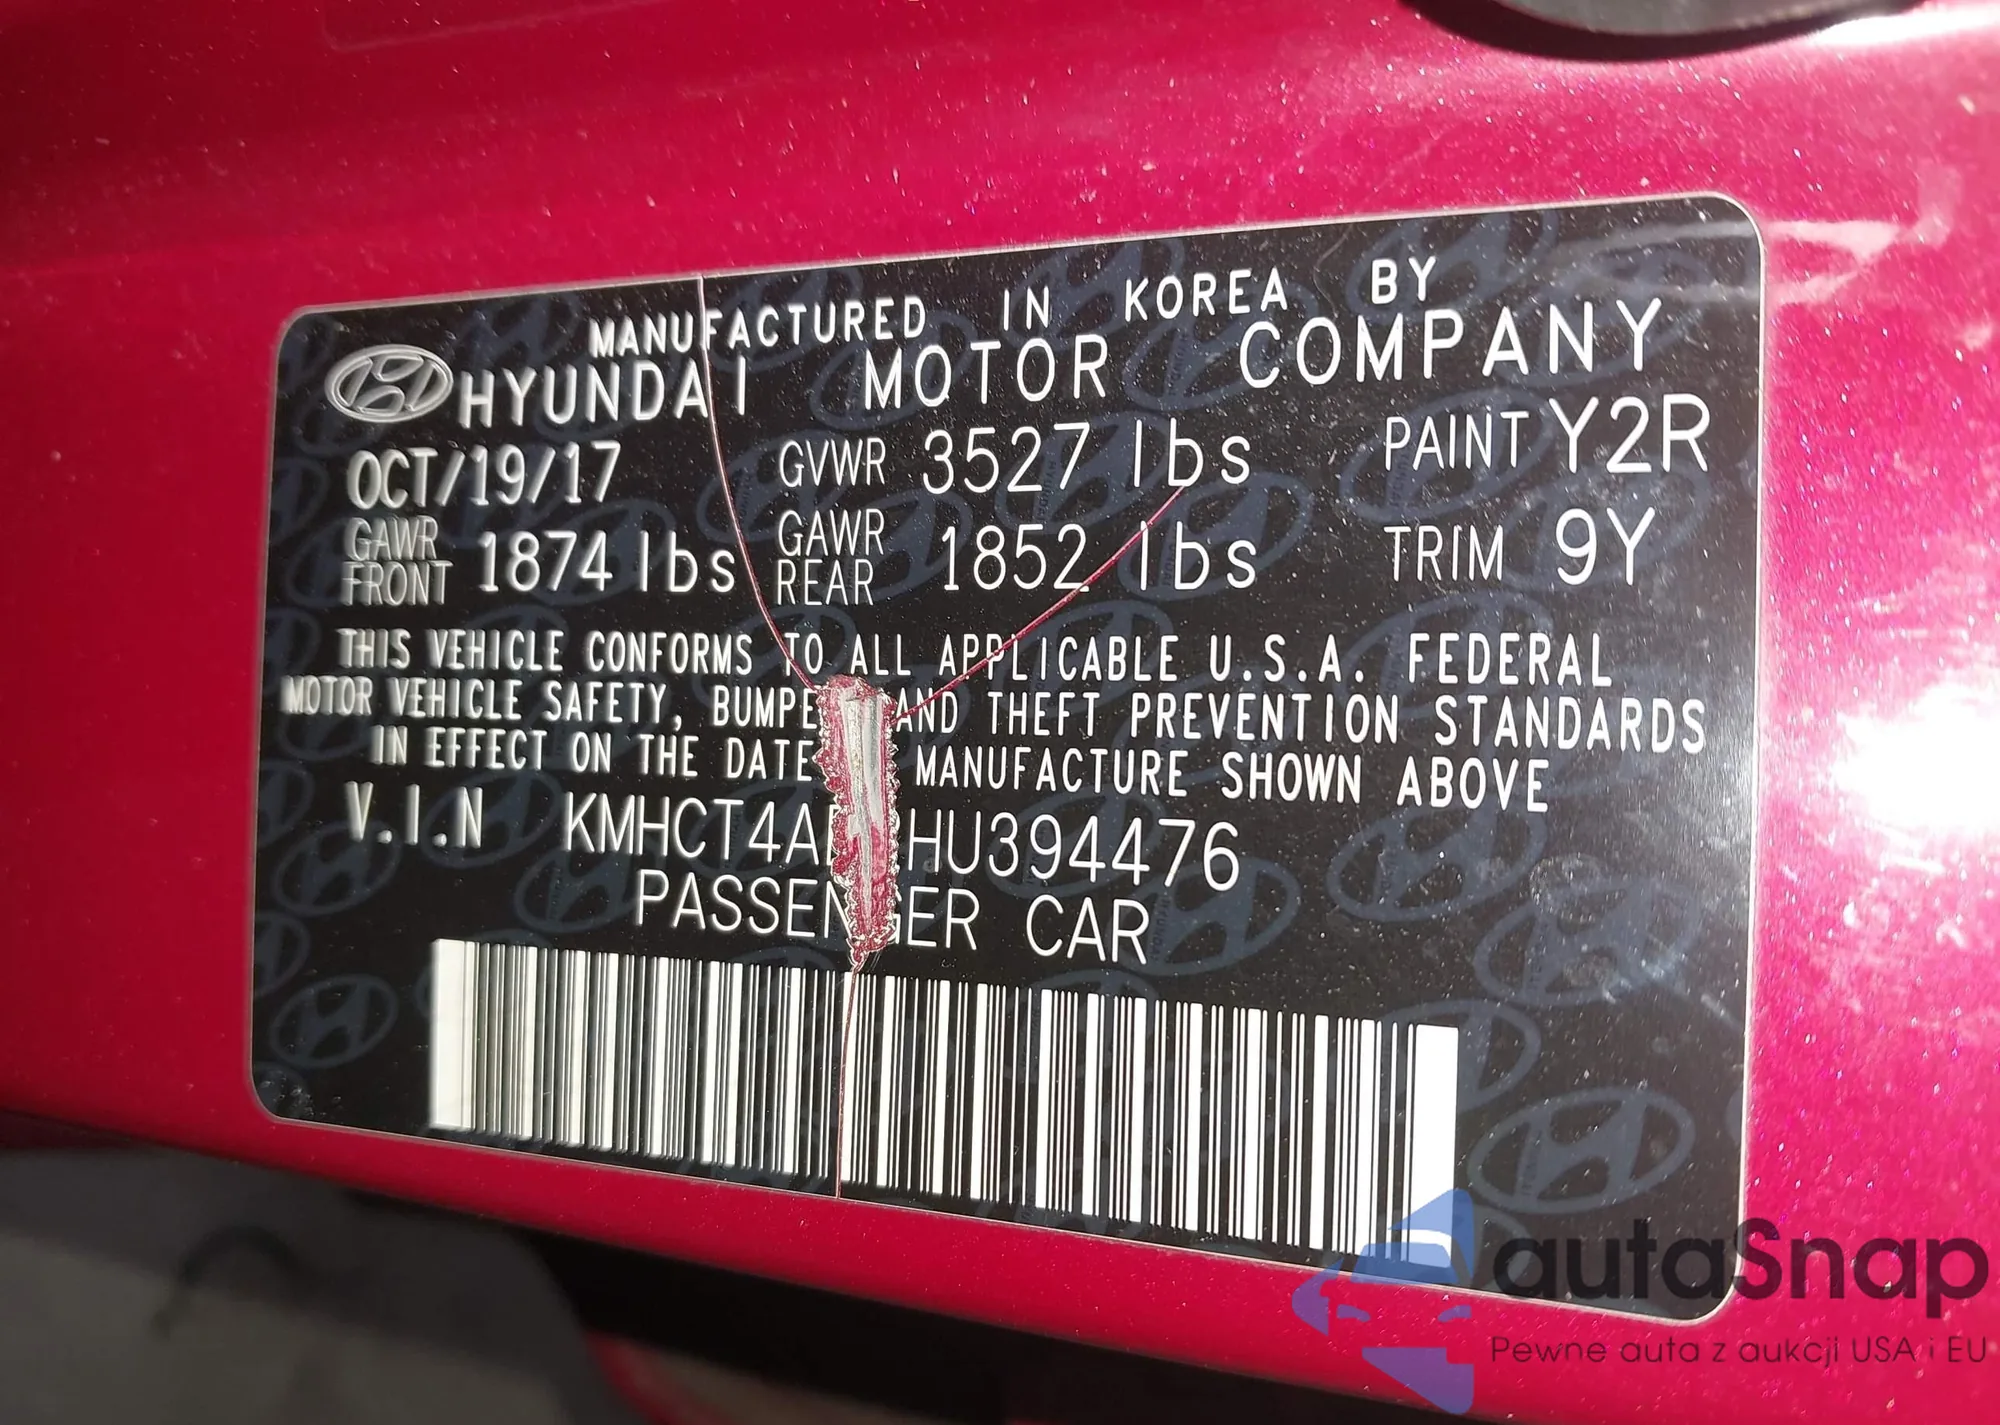 MANUFACTURED IN KOREA BY
HYUNDAI MOTOR COMPANY
OCT/19/17 GVWR 3527 lbs PAINT Y2R
GAWR FRONT 1874 lbs GAWR REAR 1852 lbs TRIM 9Y
THIS VEHICLE CONFORMS TO ALL APPLICABLE U.S.A. FEDERAL
MOTOR VEHICLE SAFETY, AND THEFT PREVENTION STANDARDS
IN EFFECT ON THE DATE MANUFACTURE SHOWN ABOVE
V.I.N
PASSENGER CAR
autaSnap
Pewne auta z aukcji USA i EU